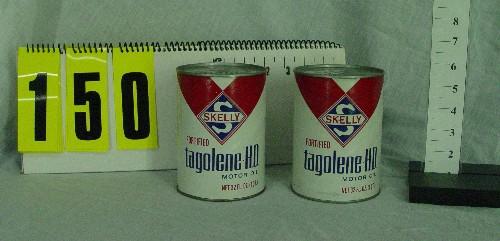 150
S
SKELLY
FORTIFIED
tagolene-HD
MOTOR OIL
S
SKELLY
FORTIFIED
tagolene-HD
MOTOR OIL
8
7
6
5
4
3
2